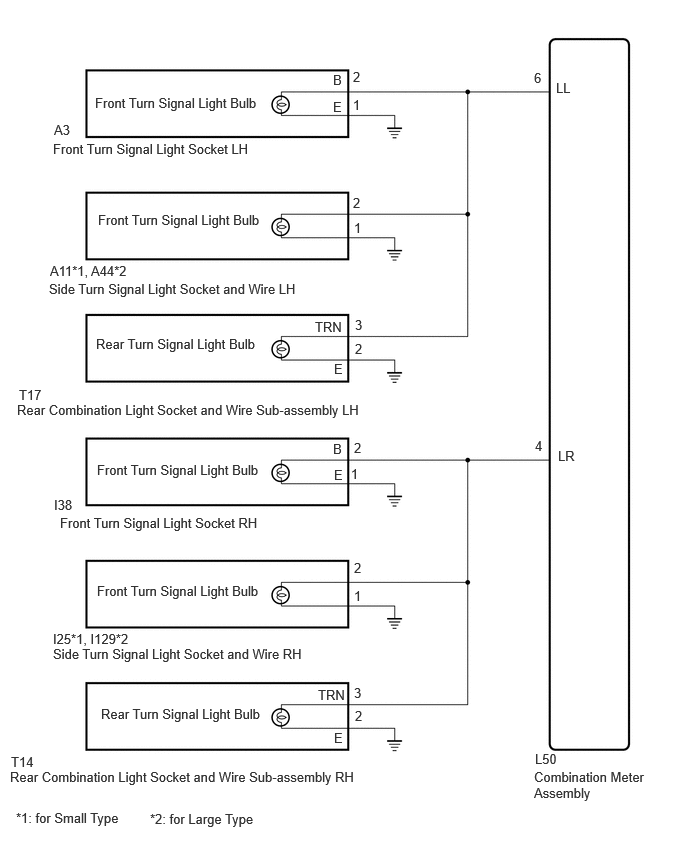 B 2
Front Turn Signal Light Bulb
E 1
A3
Front Turn Signal Light Socket LH
6
LL
2
Front Turn Signal Light Bulb
1
A11*1, A44*2
Side Turn Signal Light Socket and Wire LH
TRN 3
Rear Turn Signal Light Bulb
2
E
T17
Rear Combination Light Socket and Wire Sub-assembly LH
B 2
Front Turn Signal Light Bulb
E 1
I38
Front Turn Signal Light Socket RH
4
LR
2
Front Turn Signal Light Bulb
1
I25*1, I129*2
Side Turn Signal Light Socket and Wire RH
TRN 3
Rear Turn Signal Light Bulb
2
E
T14
Rear Combination Light Socket and Wire Sub-assembly RH
L50
Combination Meter
Assembly
*1: for Small Type *2: for Large Type